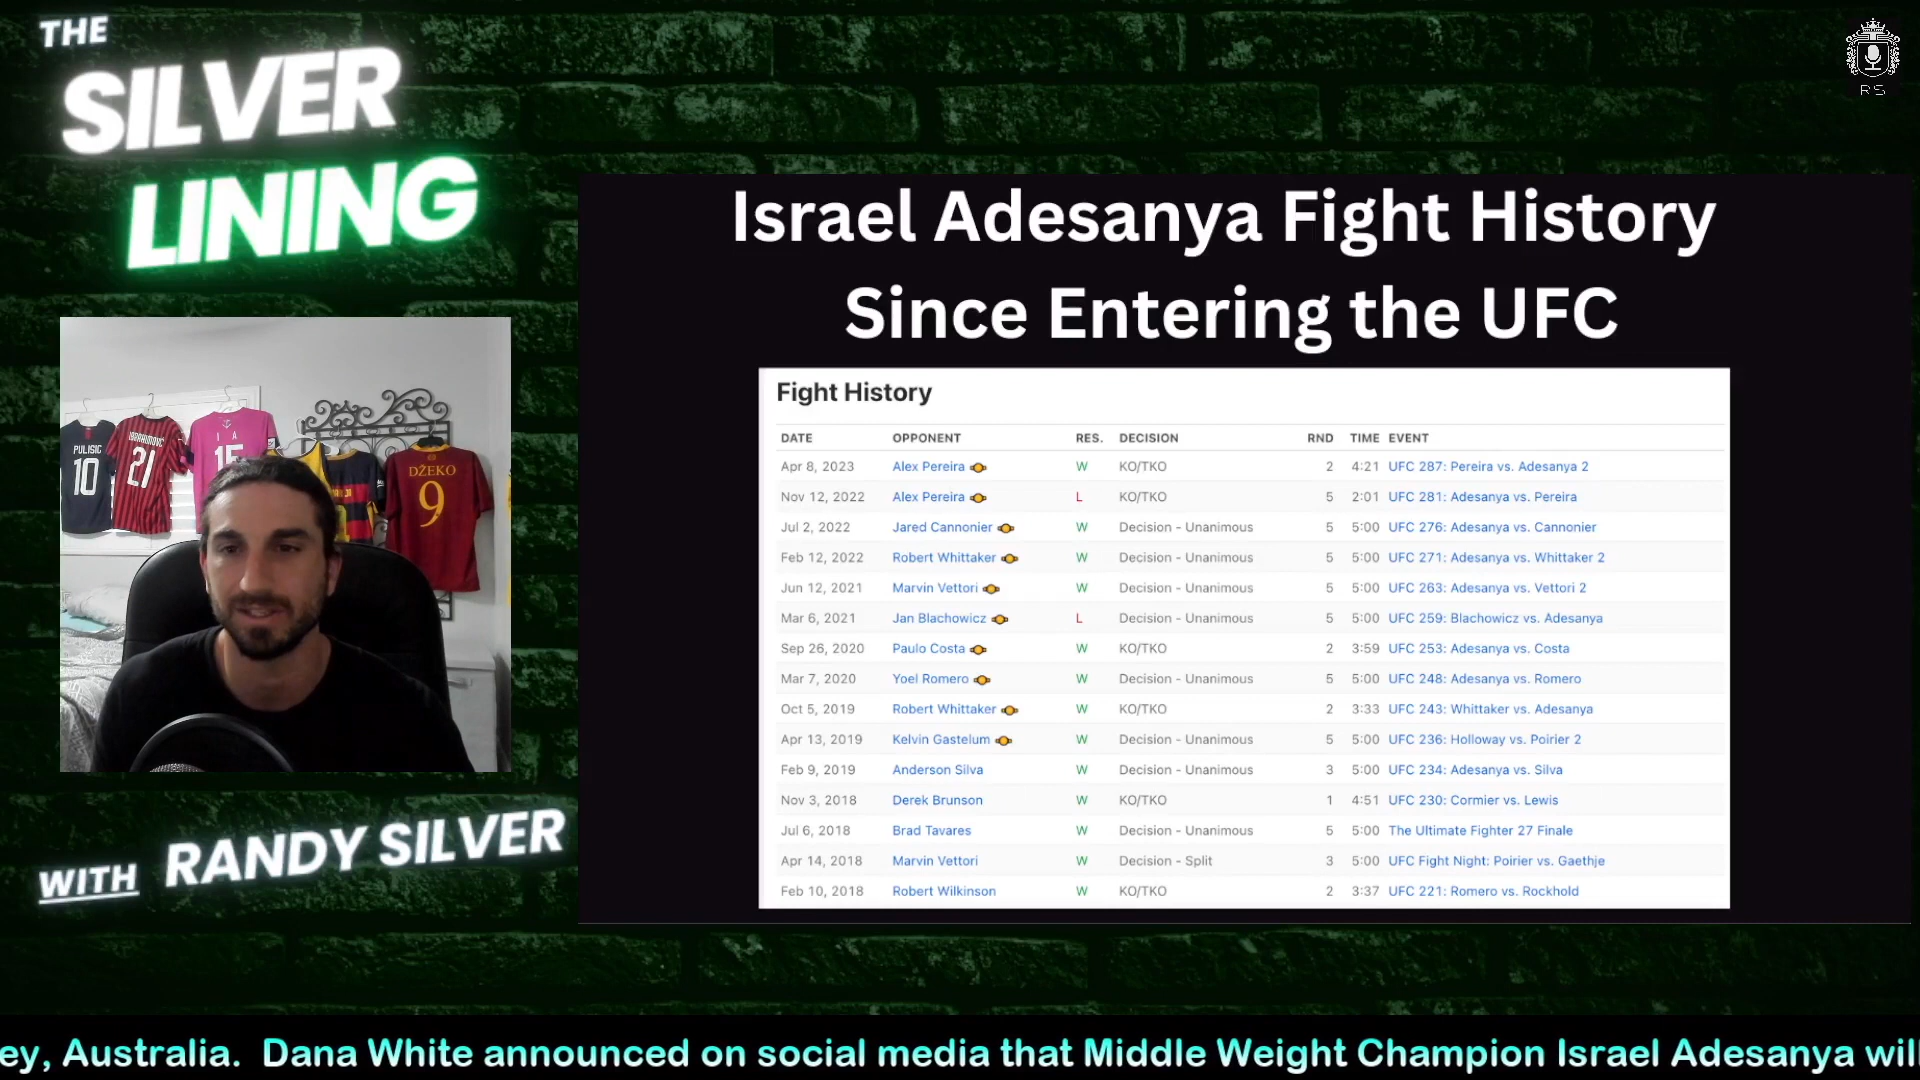 THE
SILVER
LINING
RS
Israel Adesanya Fight History
Since Entering the UFC
Fight History
DATE OPPONENT RES. DECISION RND TIME EVENT
Apr 8, 2023 Alex Pereira W KO/TKO 2 4:21 UFC 287: Pereira vs. Adesanya 2
Nov 12, 2022 Alex Pereira L KO/TKO 5 2:01 UFC 281: Adesanya vs. Pereira
Jul 2, 2022 Jared Cannonier W Decision - Unanimous 5 5:00 UFC 276: Adesanya vs. Cannonier
Feb 12, 2022 Robert Whittaker W Decision - Unanimous 5 5:00 UFC 271: Adesanya vs. Whittaker 2
Jun 12, 2021 Marvin Vettori W Decision - Unanimous 5 5:00 UFC 263: Adesanya vs. Vettori 2
Mar 6, 2021 Jan Blachowicz L Decision - Unanimous 5 5:00 UFC 259: Blachowicz vs. Adesanya
Sep 26, 2020 Paulo Costa W KO/TKO 2 3:59 UFC 253: Adesanya vs. Costa
Mar 7, 2020 Yoel Romero W Decision - Unanimous 5 5:00 UFC 248: Adesanya vs. Romero
Oct 5, 2019 Robert Whittaker W KO/TKO 2 3:33 UFC 243: Whittaker vs. Adesanya
Apr 13, 2019 Kelvin Gastelum W Decision - Unanimous 5 5:00 UFC 236: Holloway vs. Poirier 2
Feb 9, 2019 Anderson Silva W Decision - Unanimous 3 5:00 UFC 234: Adesanya vs. Silva
Nov 3, 2018 Derek Brunson W KO/TKO 1 4:51 UFC 230: Cormier vs. Lewis
Jul 6, 2018 Brad Tavares W Decision - Unanimous 5 5:00 The Ultimate Fighter 27 Finale
Apr 14, 2018 Marvin Vettori W Decision - Split 3 5:00 UFC Fight Night: Poirier vs. Gaethje
Feb 10, 2018 Robert Wilkinson W KO/TKO 2 3:37 UFC 221: Romero vs. Rockhold
PULISIC
10
IBRAHIMOVIĆ
21
15
DŽEKO
9
WITH RANDY SILVER
ey, Australia. Dana White announced on social media that Middle Weight Champion Israel Adesanya will